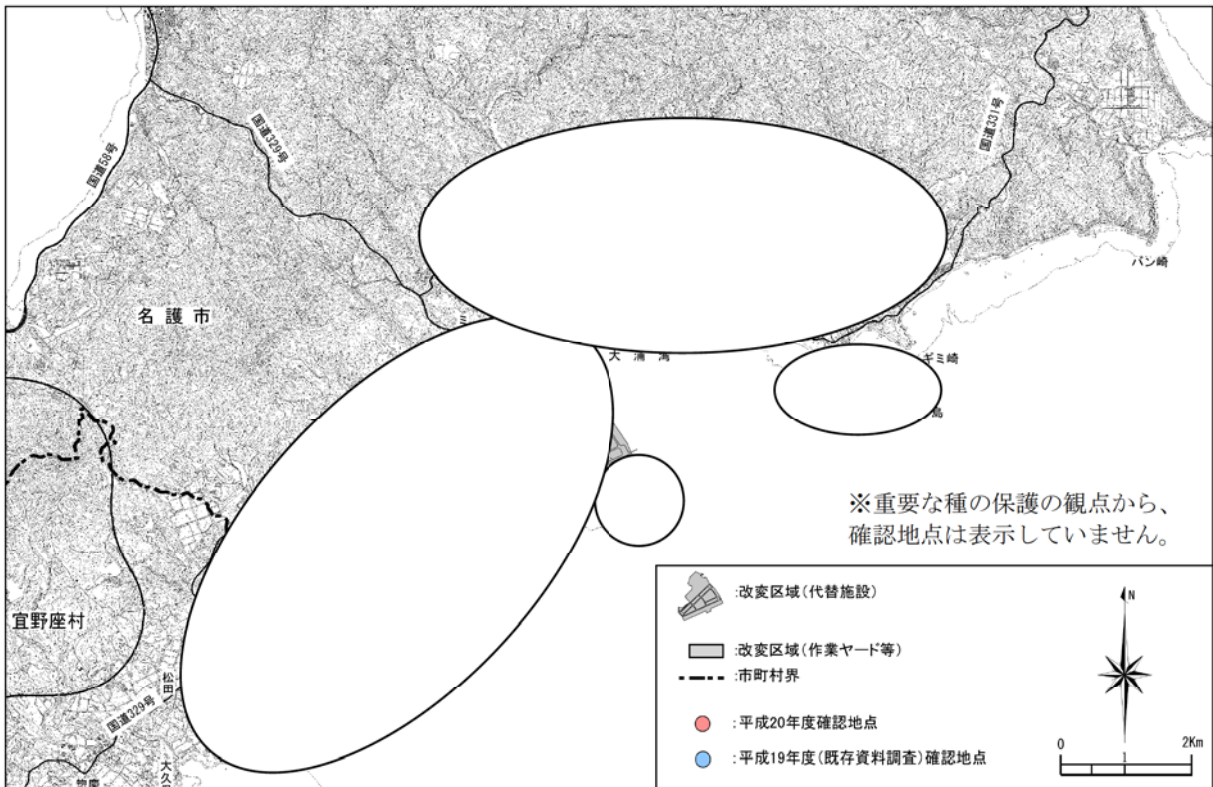 国道331号
国道329号
国道58号
バン崎
名護市
大浦湾
ギミ崎
島
※重要な種の保護の観点から、
確認地点は表示していません。
:改変区域(代替施設)
N
宜野座村
:改変区域(作業ヤード等)
:市町村界
松田
国道329号
:平成20年度確認地点
0 1 2Km
:平成19年度(既存資料調査)確認地点